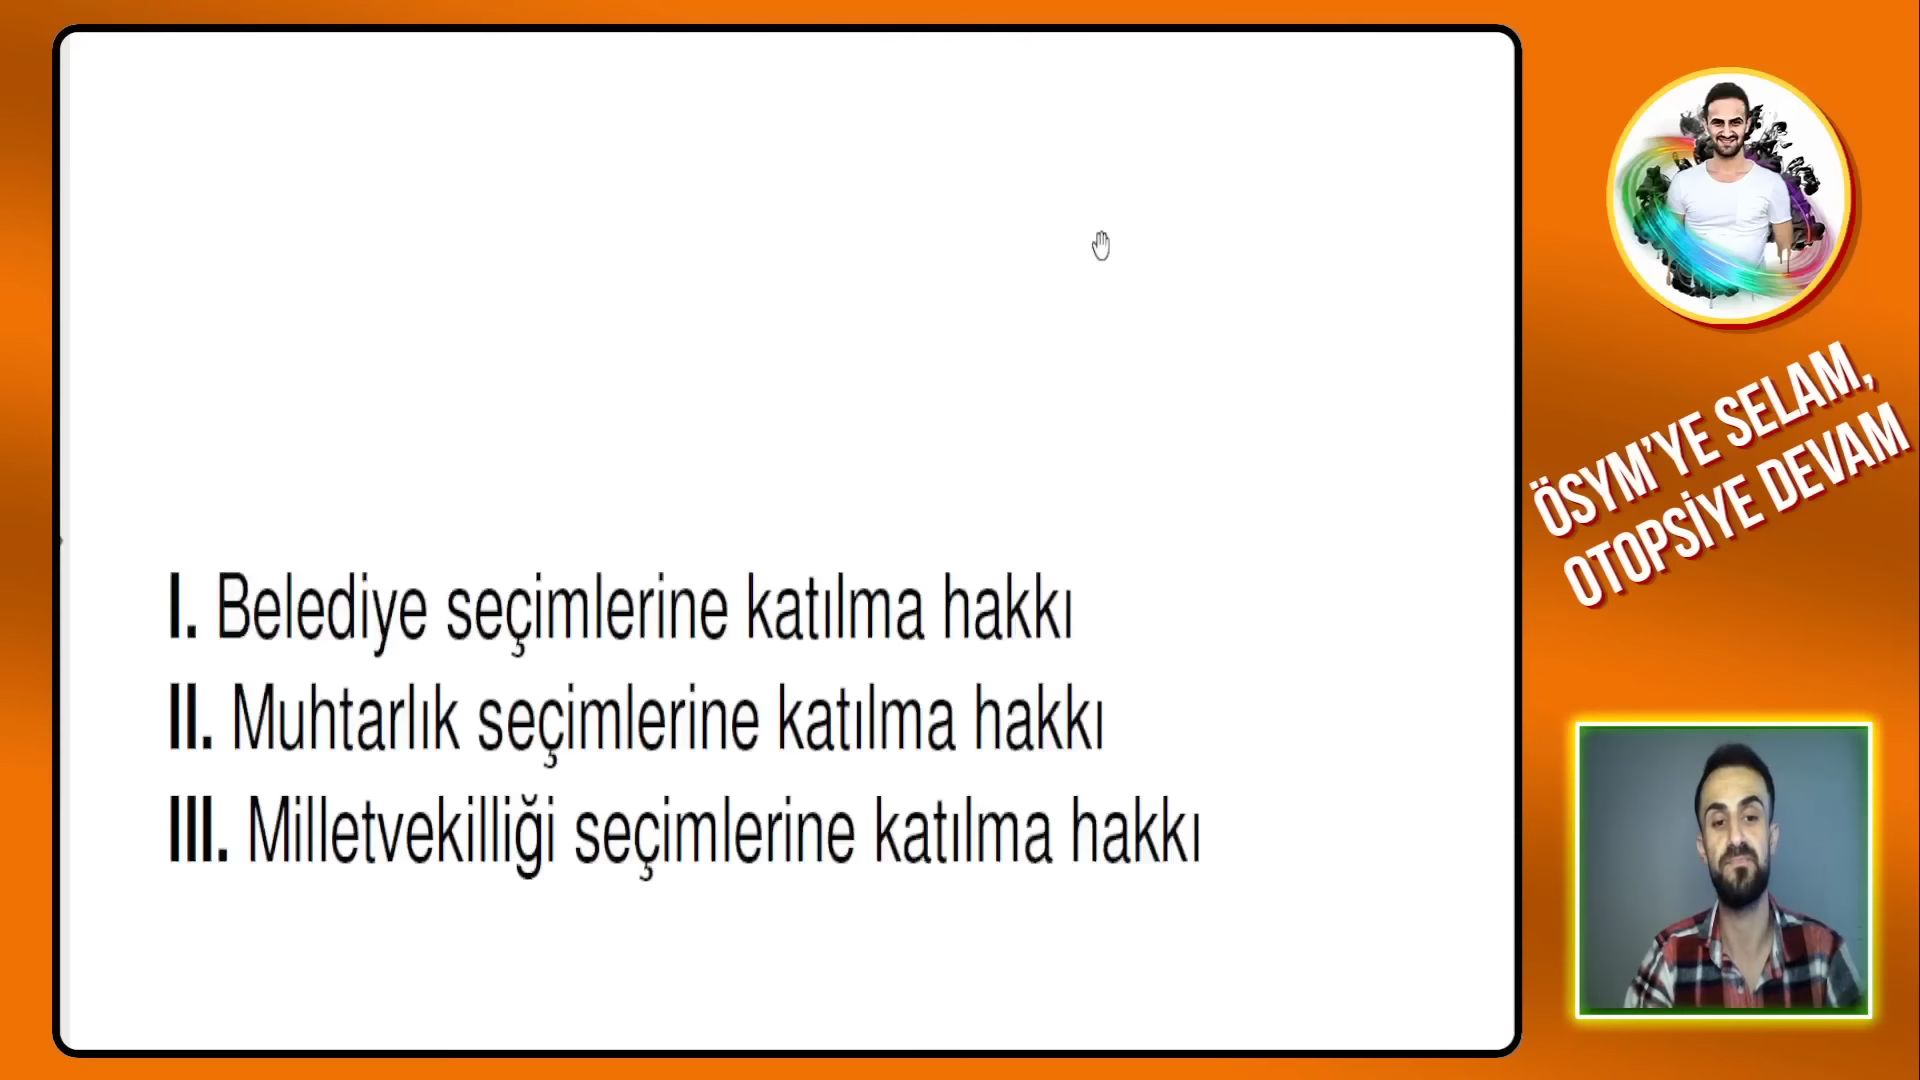 I. Belediye seçimlerine katılma hakkı
II. Muhtarlık seçimlerine katılma hakkı
III. Milletvekilliği seçimlerine katılma hakkı
ÖSYM'YE SELAM,
OTOPSİYE DEVAM